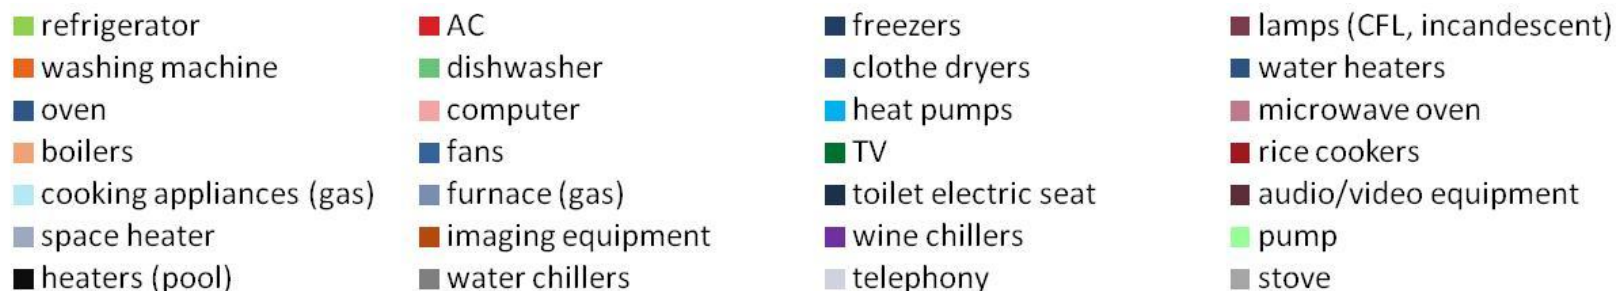 refrigerator AC freezers lamps (CFL, incandescent)
washing machine dishwasher clothe dryers water heaters
oven computer heat pumps microwave oven
boilers fans TV rice cookers
cooking appliances (gas) furnace (gas) toilet electric seat audio/video equipment
space heater imaging equipment wine chillers pump
heaters (pool) water chillers telephony stove